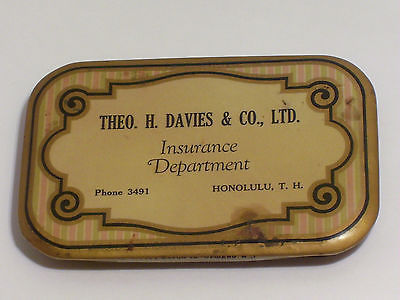 THEO. H. DAVIES & CO., LTD.
Insurance
Department
Phone 3491 HONOLULU, T. H.